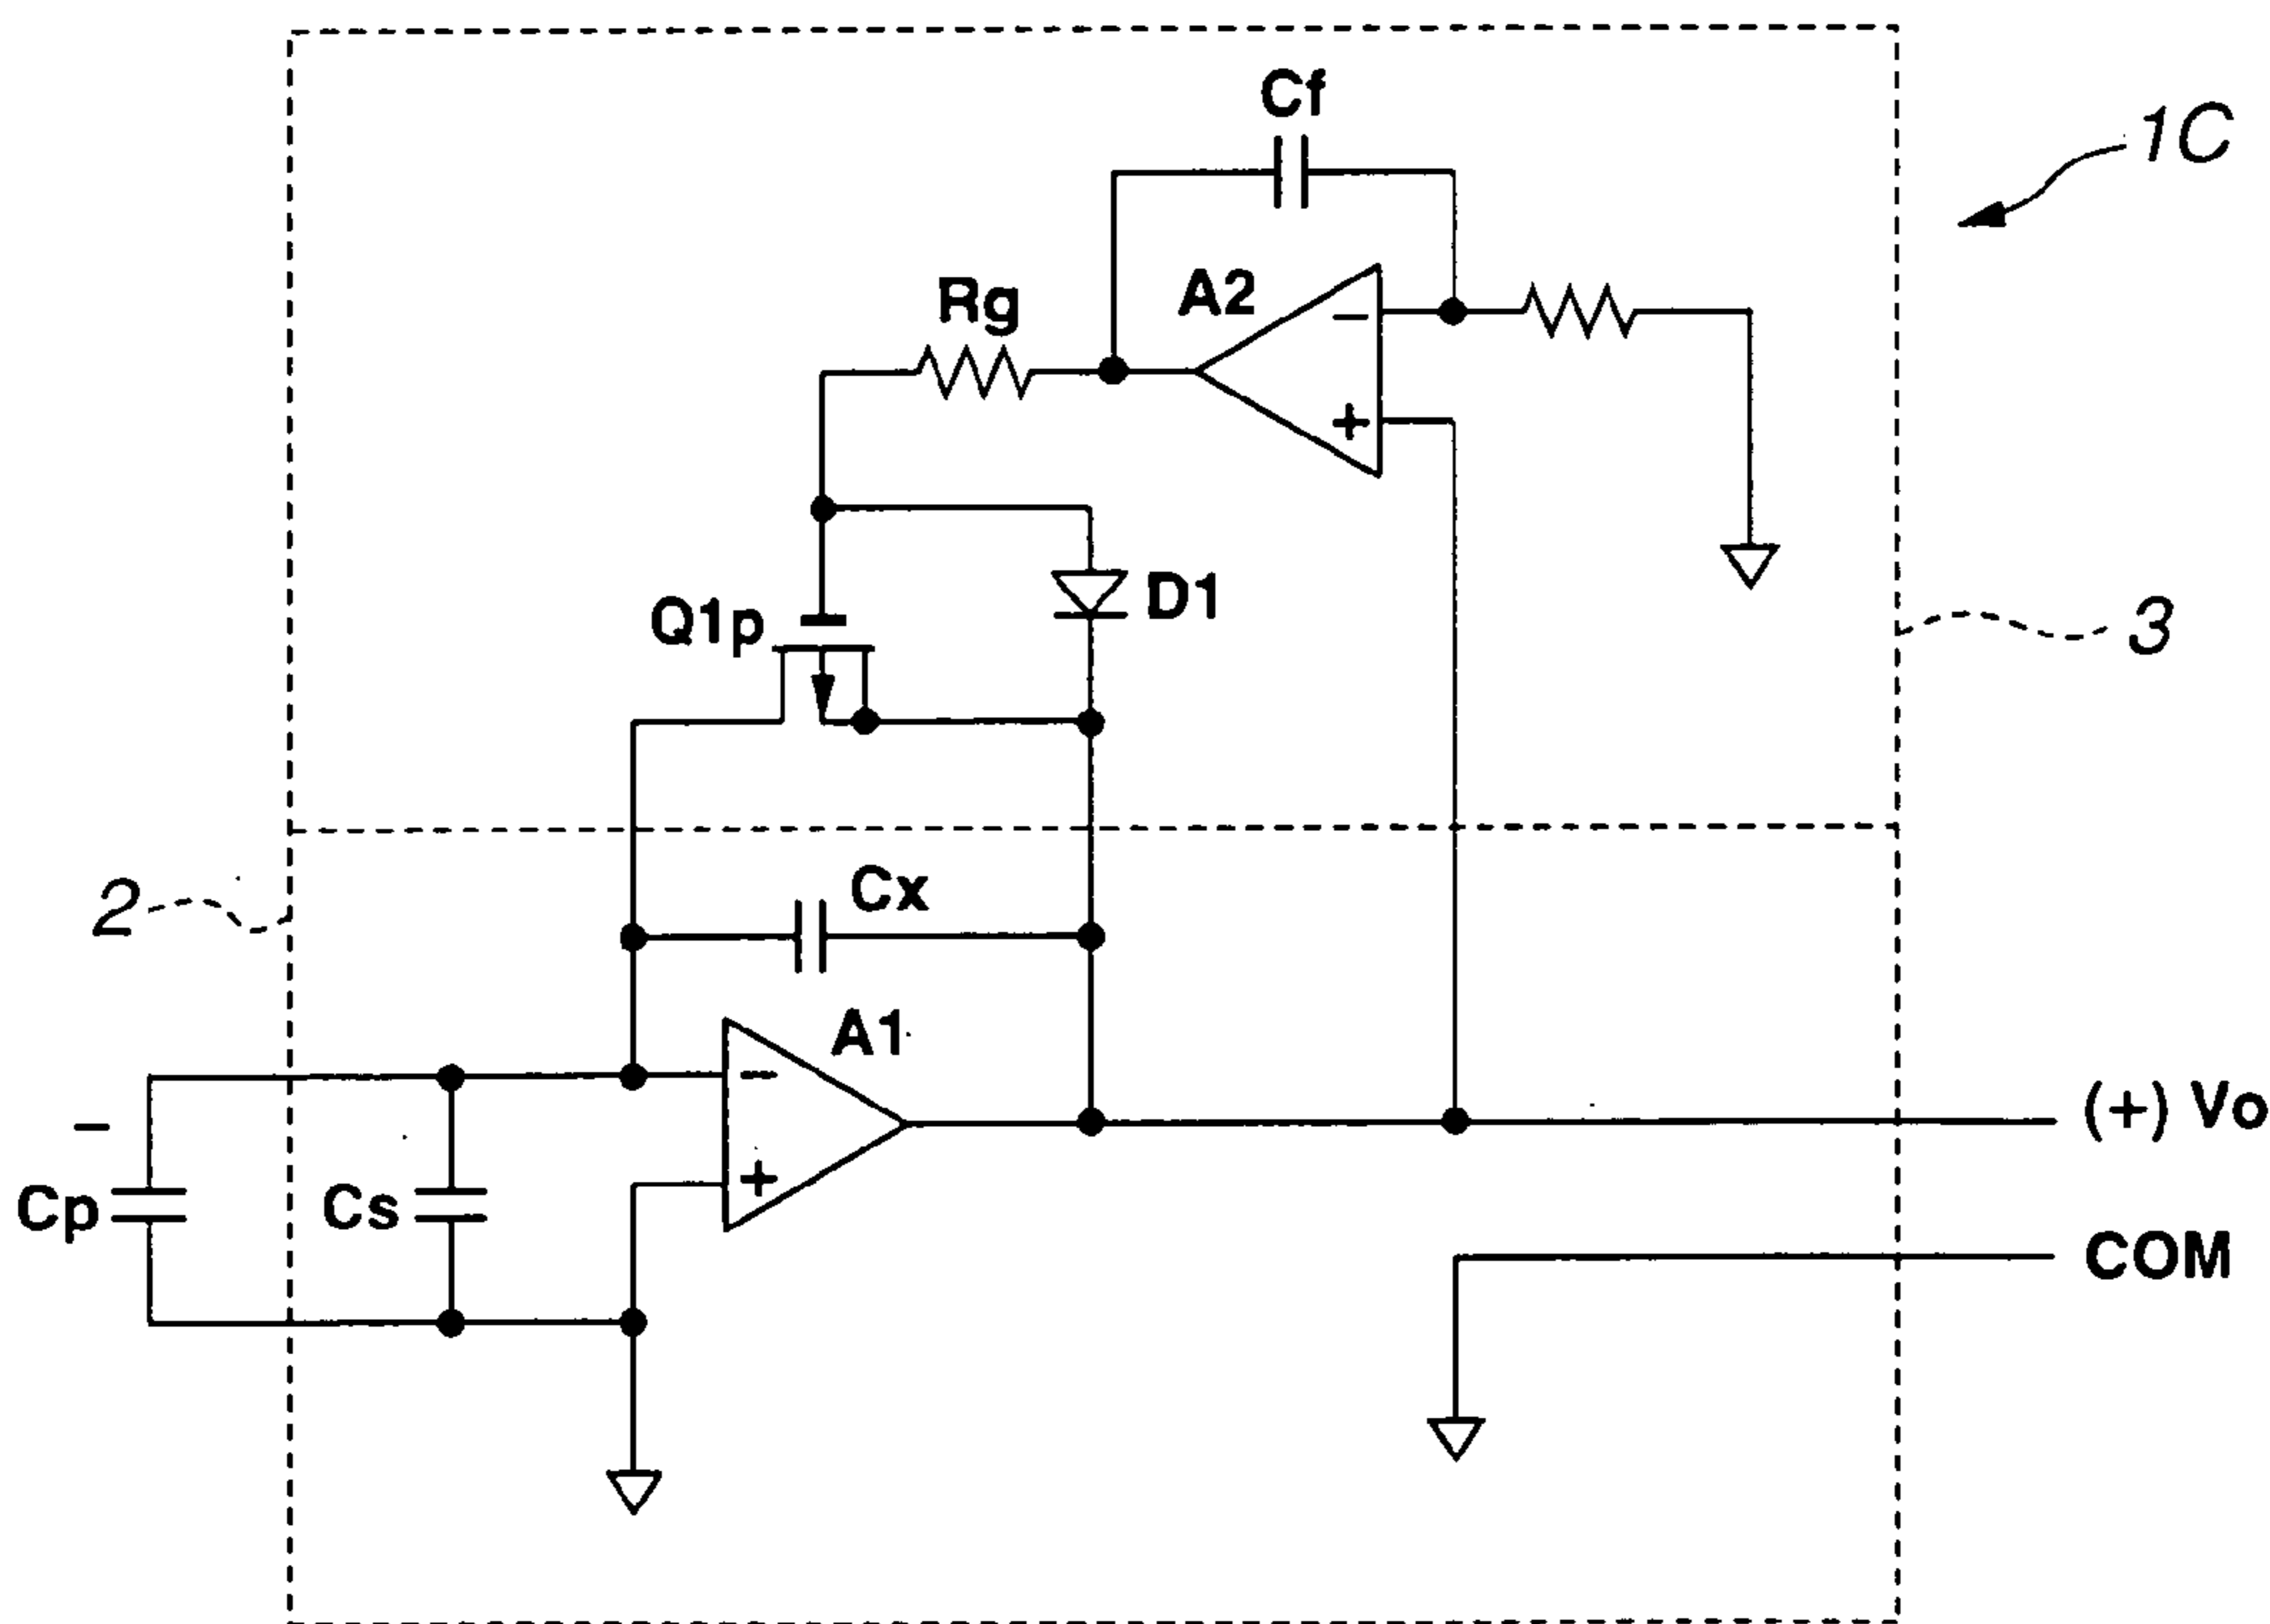 Cf
1C
A2
Rg
−
+
D1
Q1p
3
2
Cx
A1
−
(+) Vo
−
+
Cp
Cs
COM